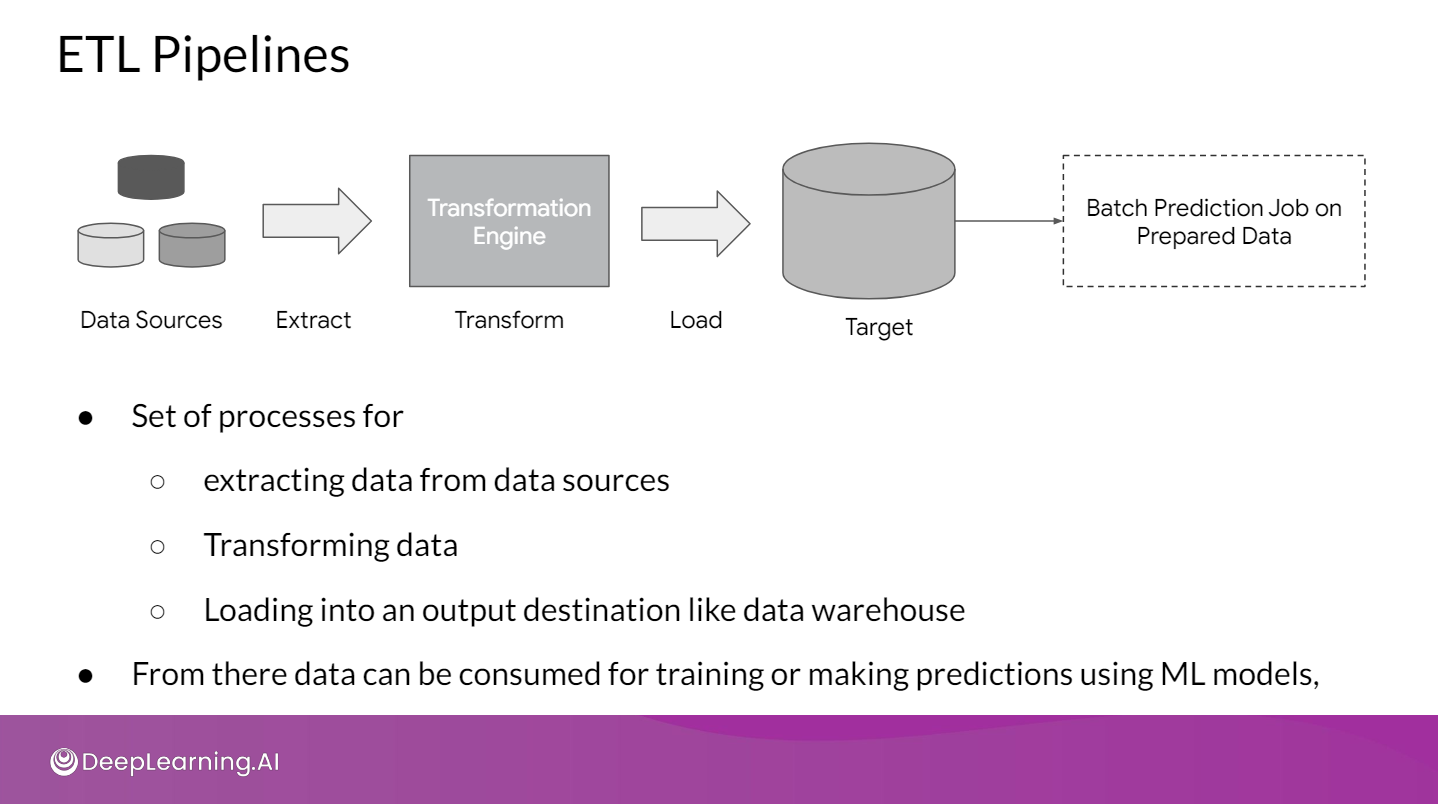 ETL Pipelines
Transformation
Engine
Batch Prediction Job on
Prepared Data
Data Sources
Extract
Transform
Load
Target
● Set of processes for
○ extracting data from data sources
○ Transforming data
○ Loading into an output destination like data warehouse
● From there data can be consumed for training or making predictions using ML models,
DeepLearning.AI